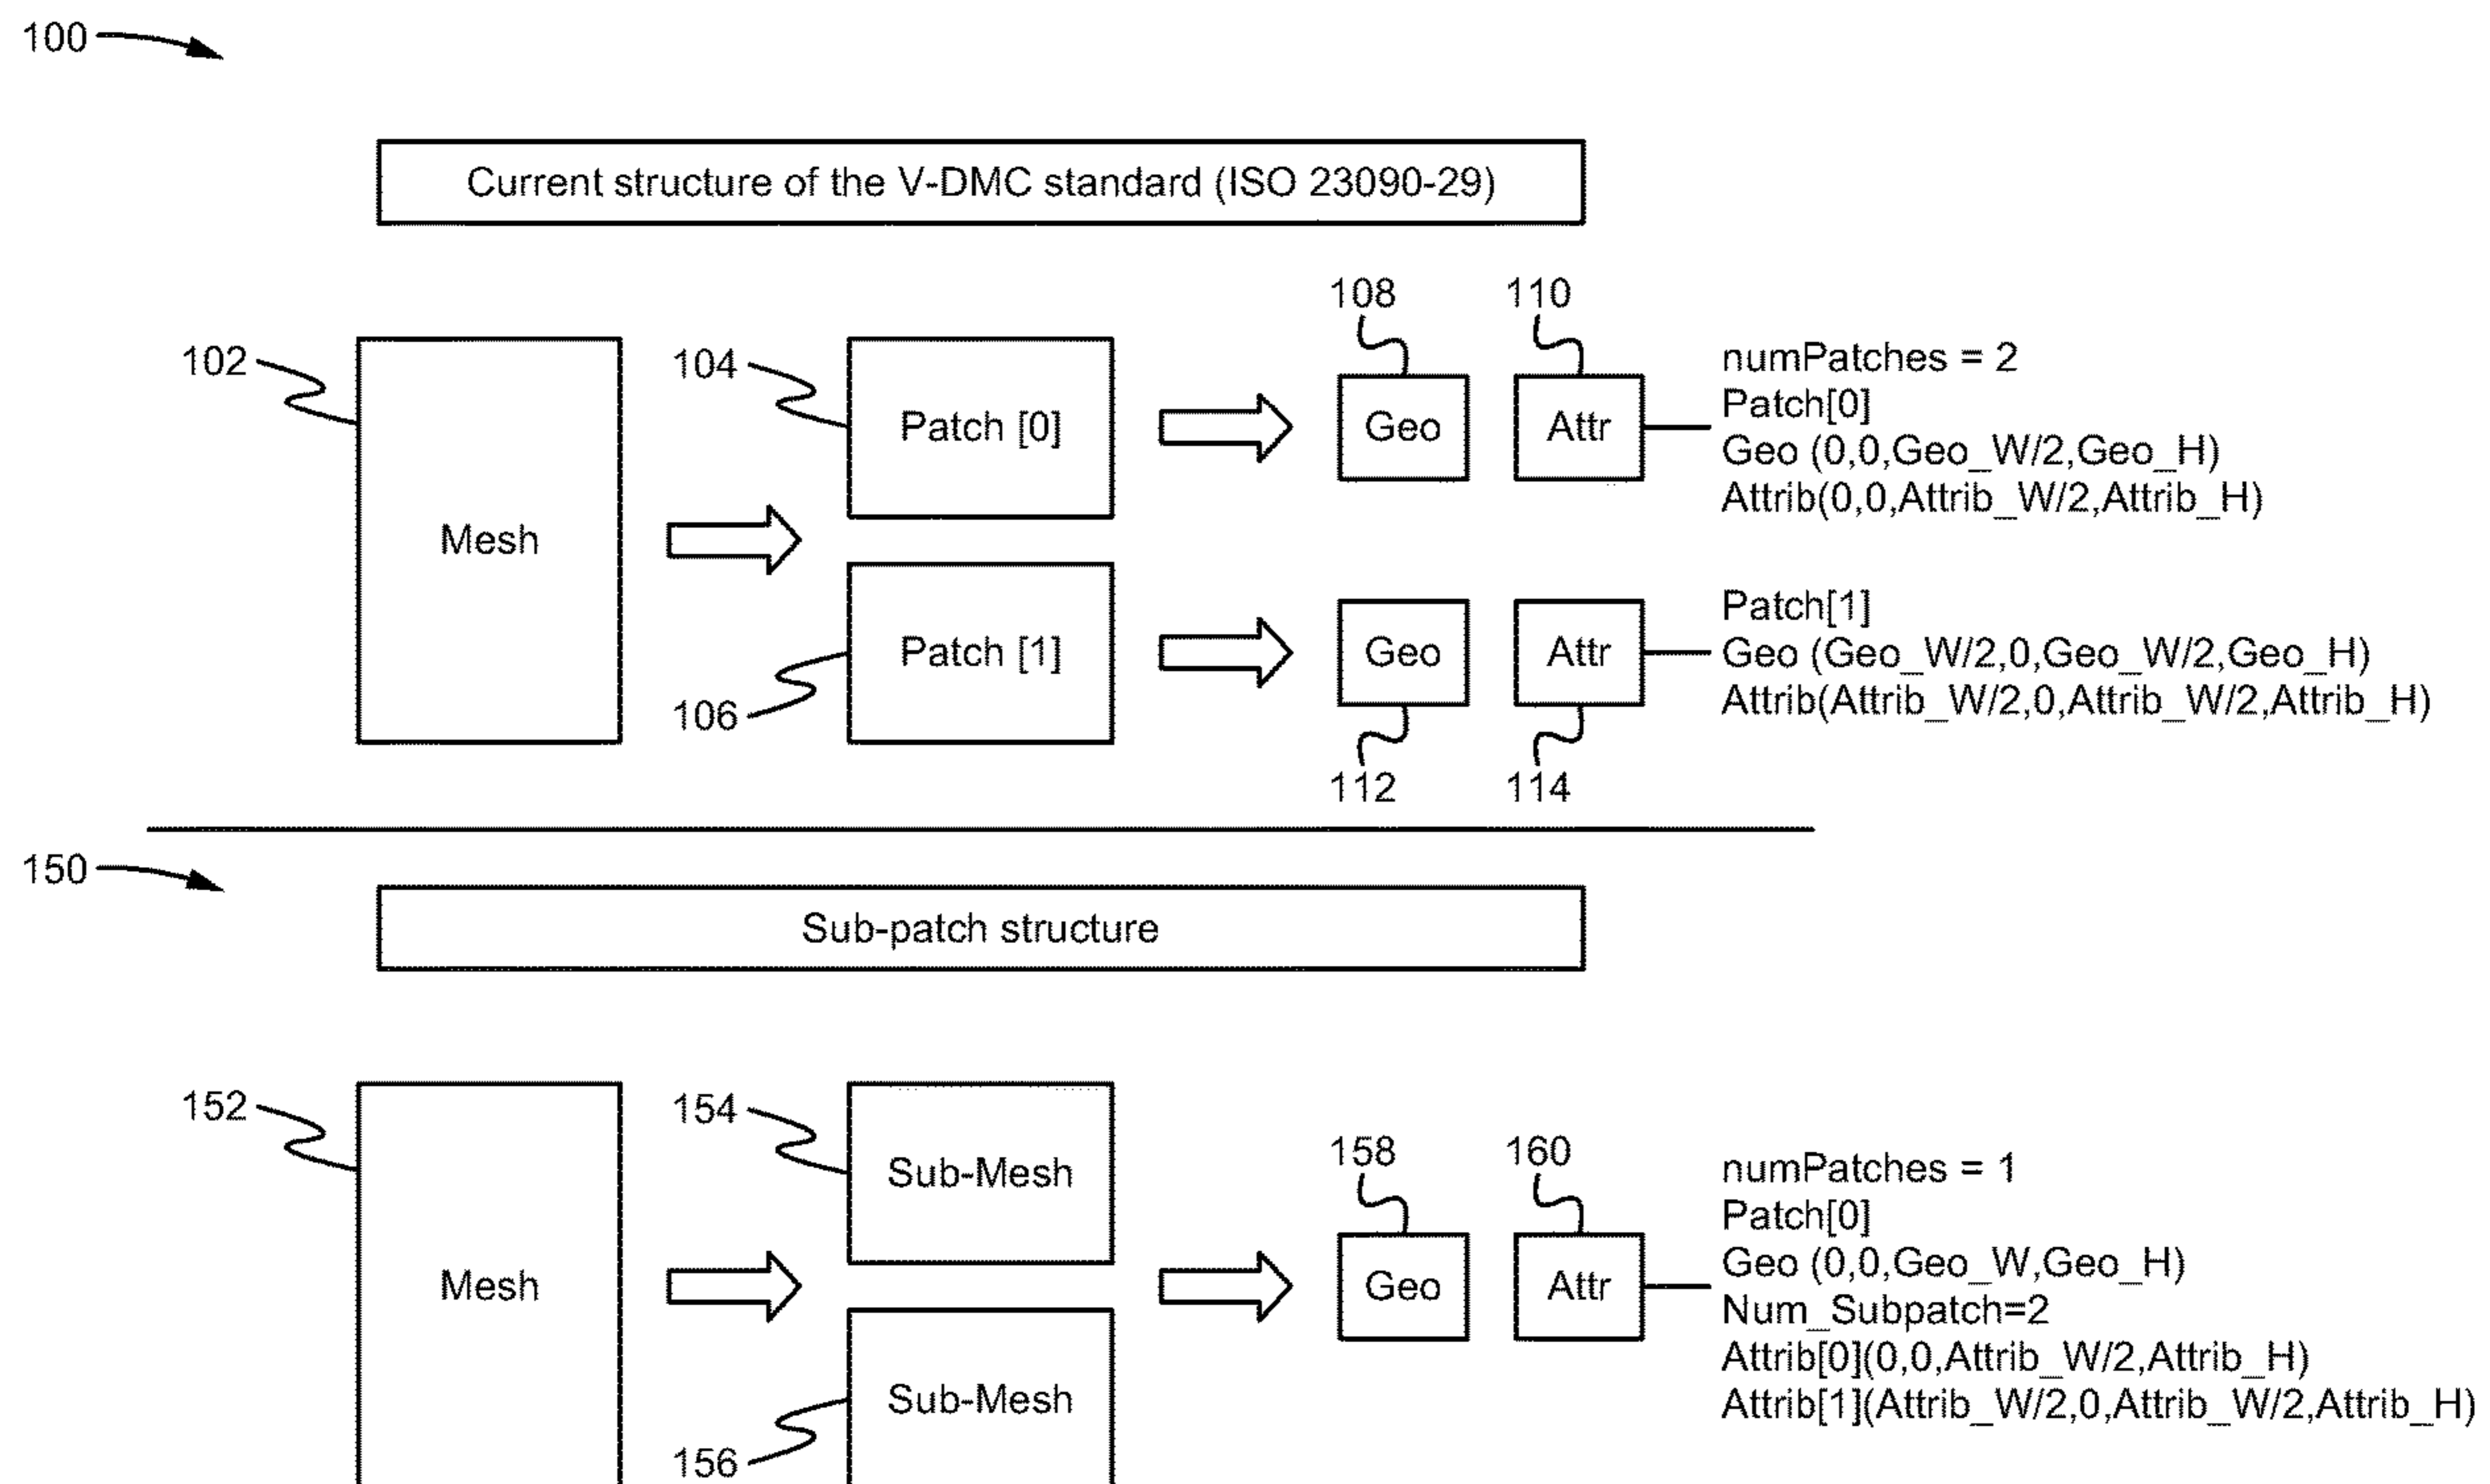 100
Current structure of the V-DMC standard (ISO 23090-29)
108
110
102
104
Mesh
Patch [0]
Geo
Attr
numPatches = 2
Patch[0]
Geo (0,0,Geo_W/2,Geo_H)
Attrib(0,0,Attrib_W/2,Attrib_H)
106
Patch [1]
Geo
Attr
Patch[1]
Geo (Geo_W/2,0,Geo_W/2,Geo_H)
Attrib(Attrib_W/2,0,Attrib_W/2,Attrib_H)
112
114
150
Sub-patch structure
152
154
158
160
Mesh
Sub-Mesh
Geo
Attr
numPatches = 1
Patch[0]
Geo (0,0,Geo_W,Geo_H)
Num_Subpatch=2
Attrib[0](0,0,Attrib_W/2,Attrib_H)
Attrib[1](Attrib_W/2,0,Attrib_W/2,Attrib_H)
Sub-Mesh
156